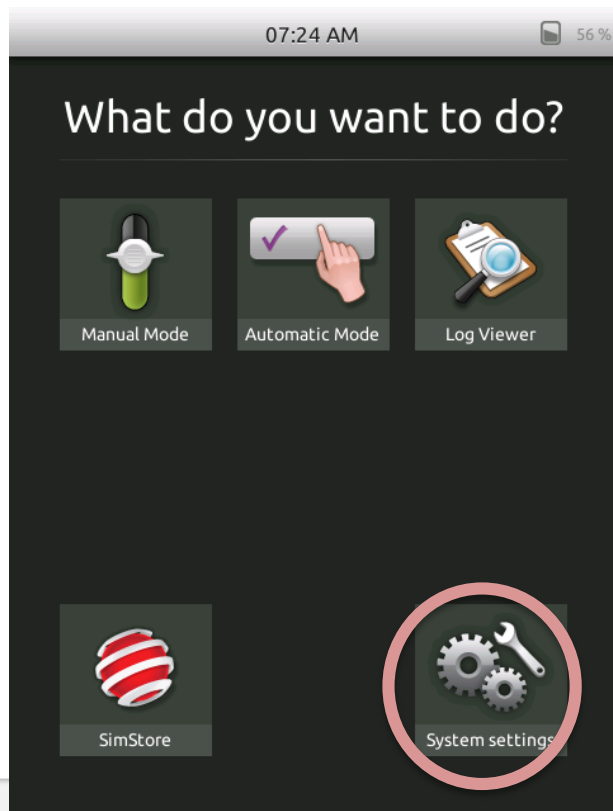 07:24 AM 56 %
What do you want to do?
Manual Mode Automatic Mode Log Viewer
SimStore System settings